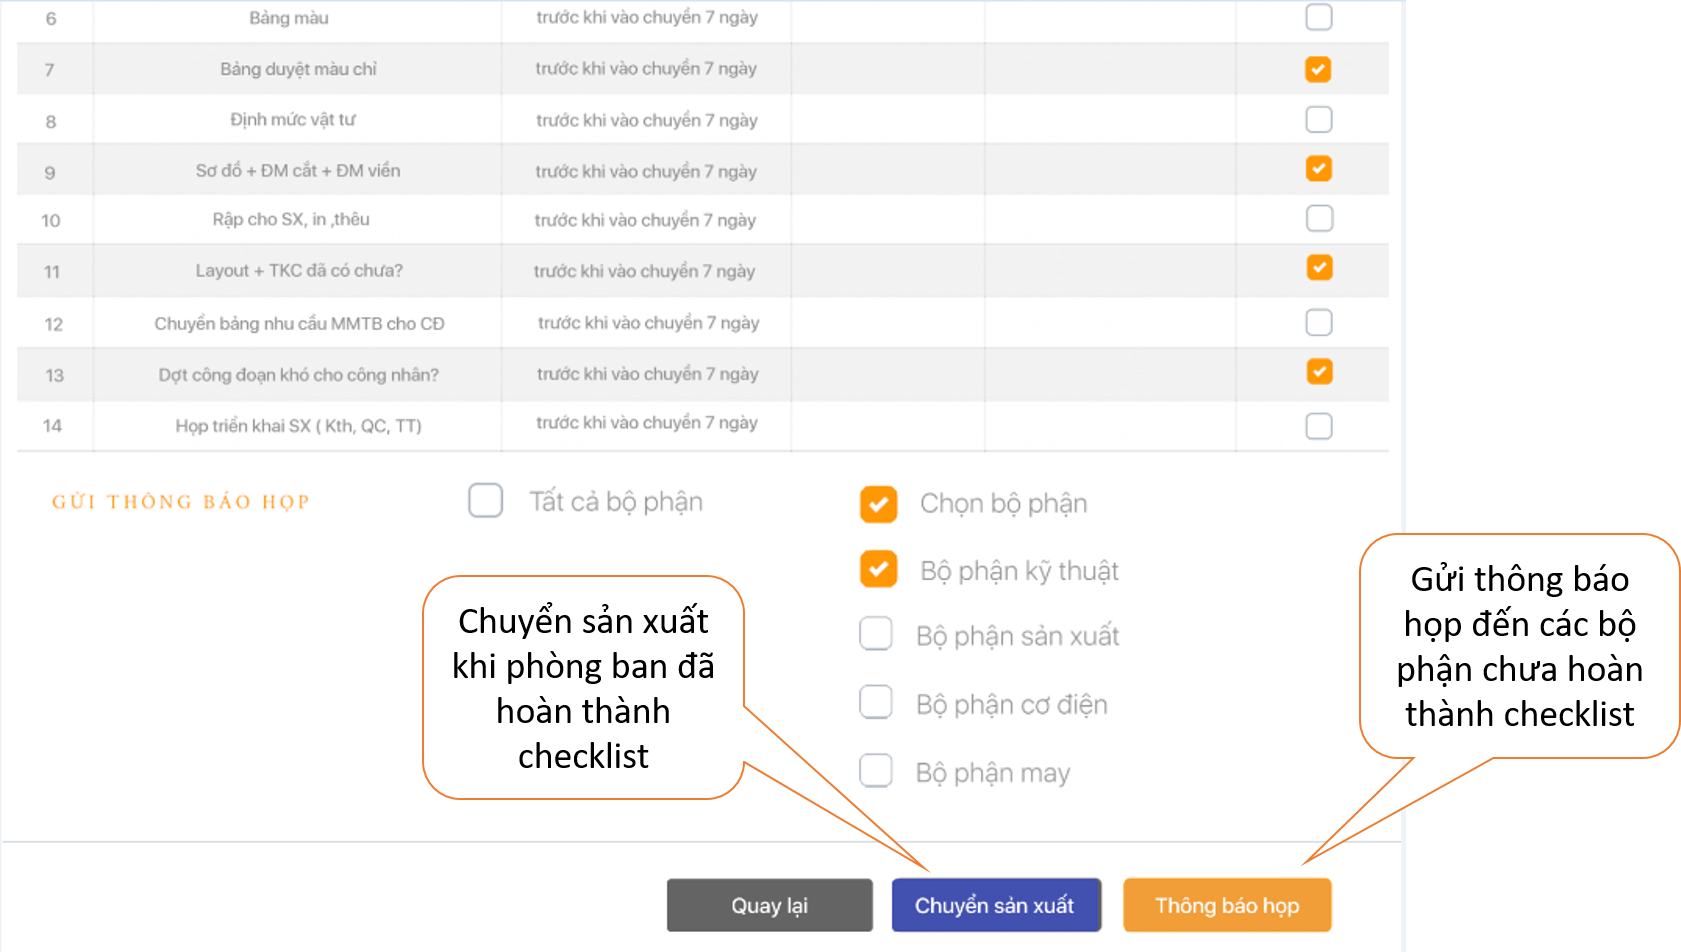 6 Bảng màu trước khi vào chuyền 7 ngày
7 Bảng duyệt màu chỉ trước khi vào chuyền 7 ngày
8 Định mức vật tư trước khi vào chuyền 7 ngày
9 Sơ đồ + ĐM cắt + ĐM viền trước khi vào chuyền 7 ngày
10 Rập cho SX, in ,thêu trước khi vào chuyền 7 ngày
11 Layout + TKC đã có chưa? trước khi vào chuyền 7 ngày
12 Chuyển bảng nhu cầu MMTB cho CĐ trước khi vào chuyền 7 ngày
13 Dợt công đoạn khó cho công nhân? trước khi vào chuyền 7 ngày
14 Họp triển khai SX ( Kth, QC, TT) trước khi vào chuyền 7 ngày
GỬI THÔNG BÁO HỌP
Tất cả bộ phận
Chọn bộ phận
Bộ phận kỹ thuật
Bộ phận sản xuất
Bộ phận cơ điện
Bộ phận may
Chuyển sản xuất
khi phòng ban đã
hoàn thành
checklist
Gửi thông báo
họp đến các bộ
phận chưa hoàn
thành checklist
Quay lại
Chuyển sản xuất
Thông báo họp